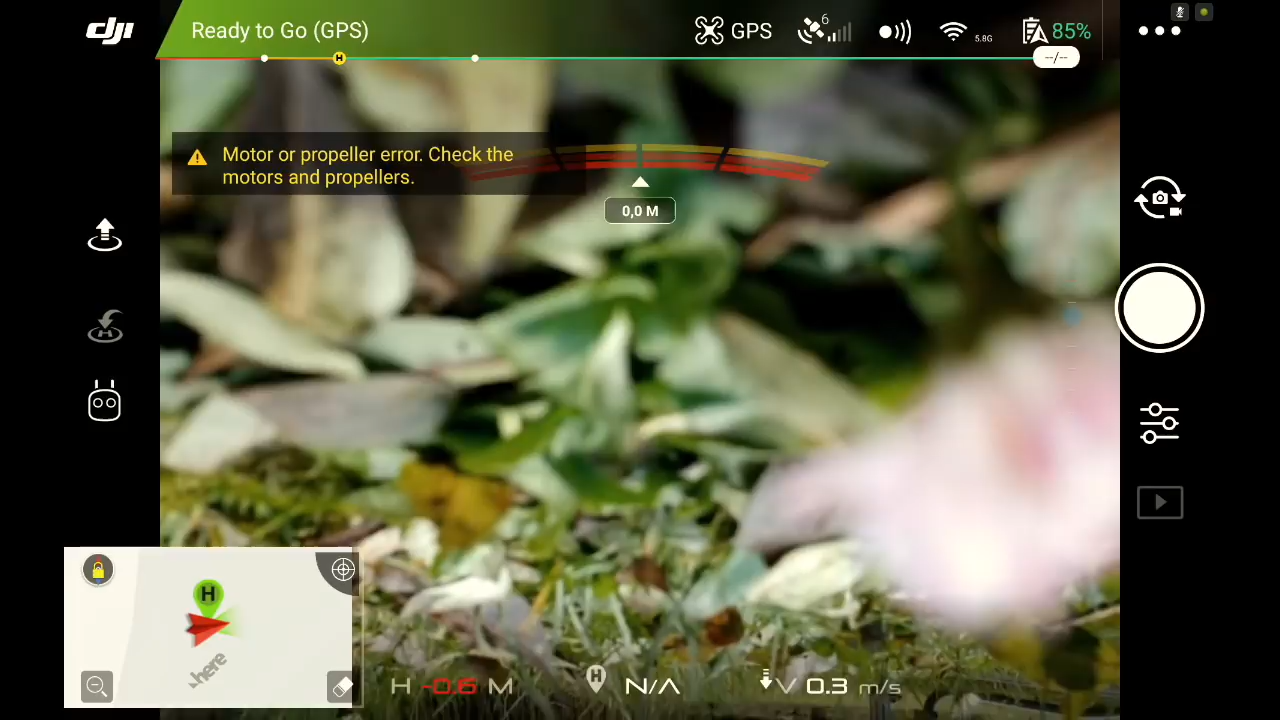 dji
Ready to Go (GPS)
GPS
6
5.8G
85%
H
--/--
Motor or propeller error. Check the
motors and propellers.
0,0 M
H
here
H -0.6 M
H
N/A
V 0.3 m/s
H